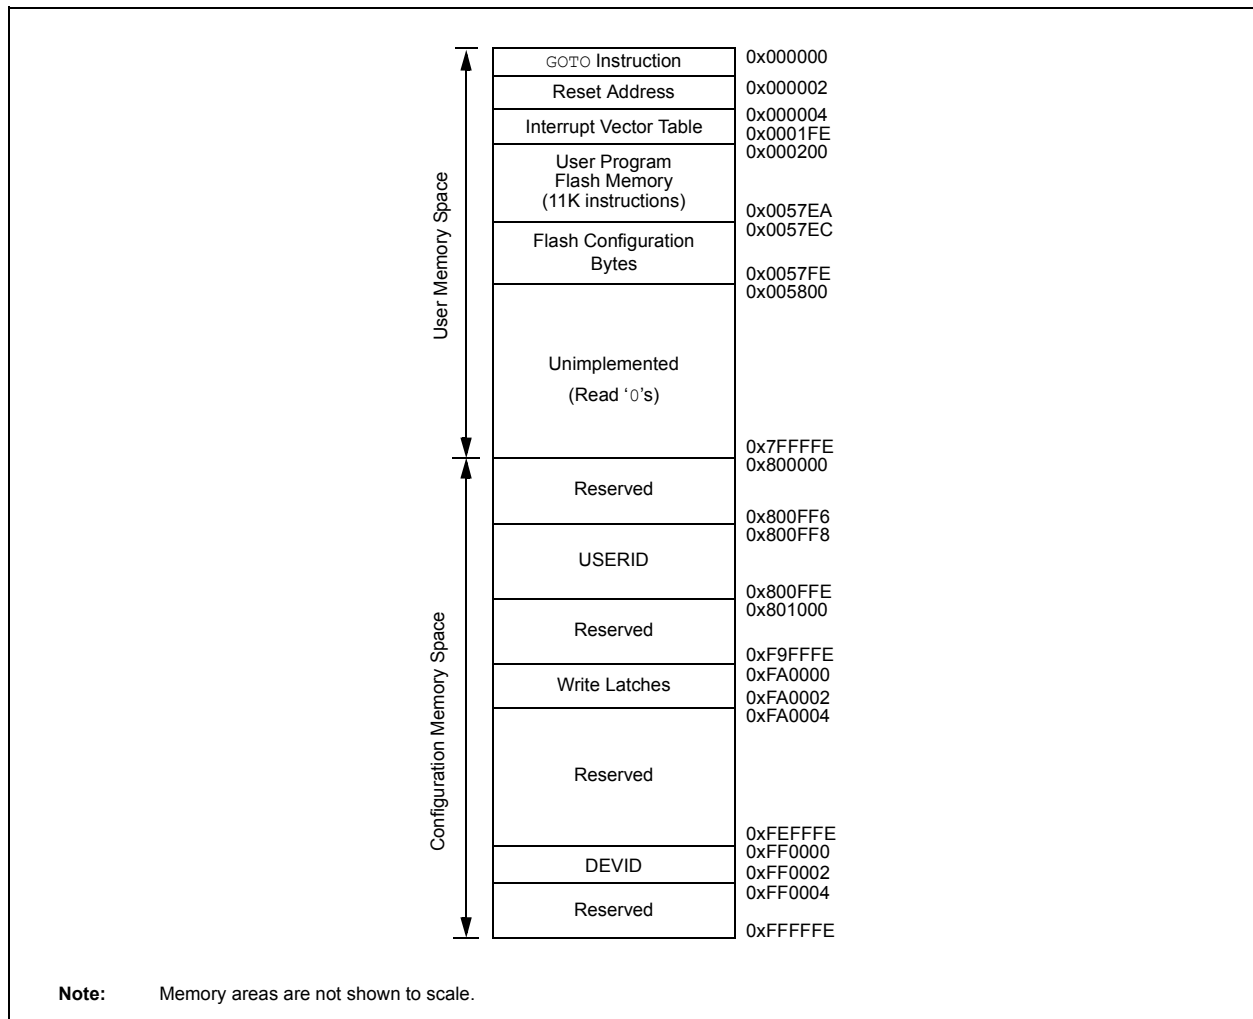 GOTO Instruction
0x000000
Reset Address
0x000002
Interrupt Vector Table
0x000004
0x0001FE
User Program
Flash Memory
(11K instructions)
0x000200
0x0057EA
Flash Configuration
Bytes
0x0057EC
0x0057FE
Unimplemented
(Read ‘0’s)
0x005800
0x7FFFFE
User Memory Space
Reserved
0x800000
0x800FF6
USERID
0x800FF8
0x800FFE
Reserved
0x801000
0xF9FFFE
Write Latches
0xFA0000
0xFA0002
Reserved
0xFA0004
0xFEFFFE
DEVID
0xFF0000
0xFF0002
Reserved
0xFF0004
0xFFFFFE
Configuration Memory Space
Note: Memory areas are not shown to scale.